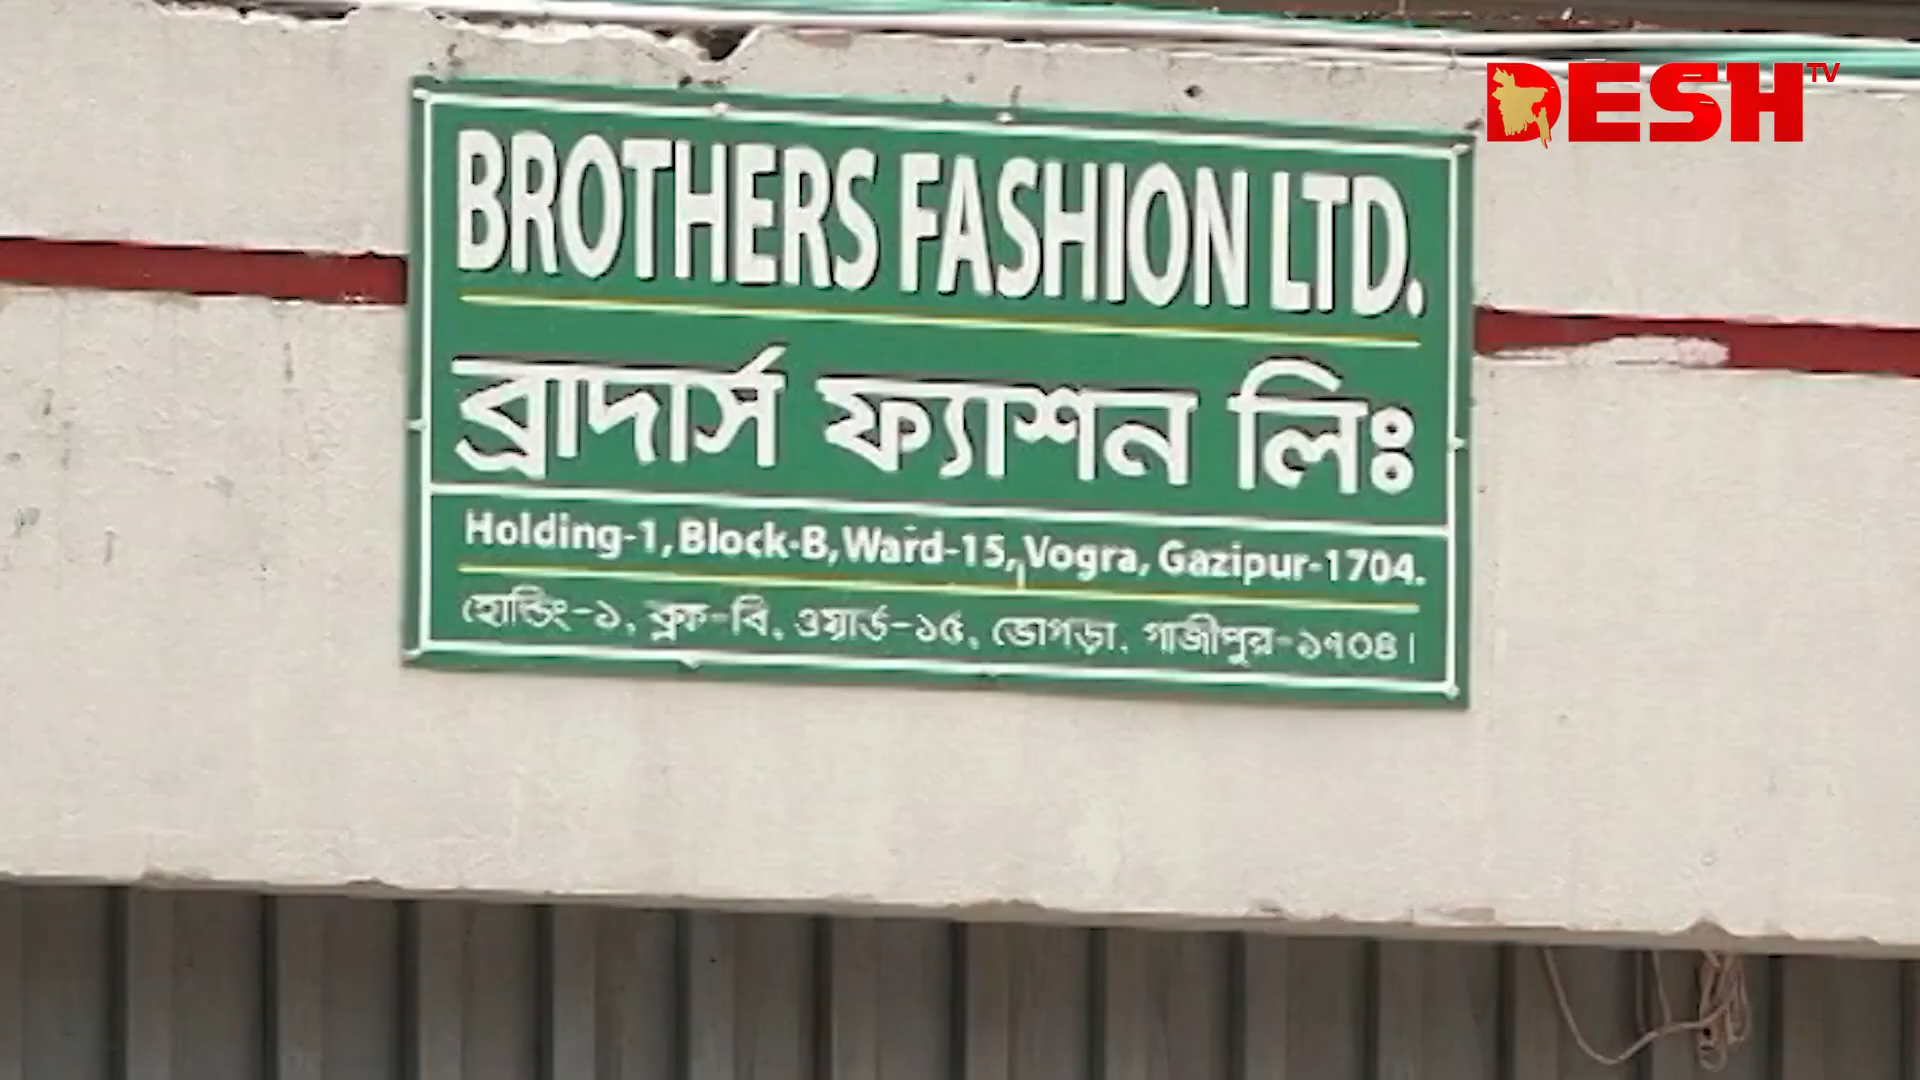 DESH TV
BROTHERS FASHION LTD.
ব্রাদার্স ফ্যাশন লিঃ
Holding-1, Block-B, Ward-15, Vogra, Gazipur-1704.
হোল্ডিং-১, ব্লক-বি, ওয়ার্ড-১৫, ভোগড়া, গাজীপুর-১৭০৪।